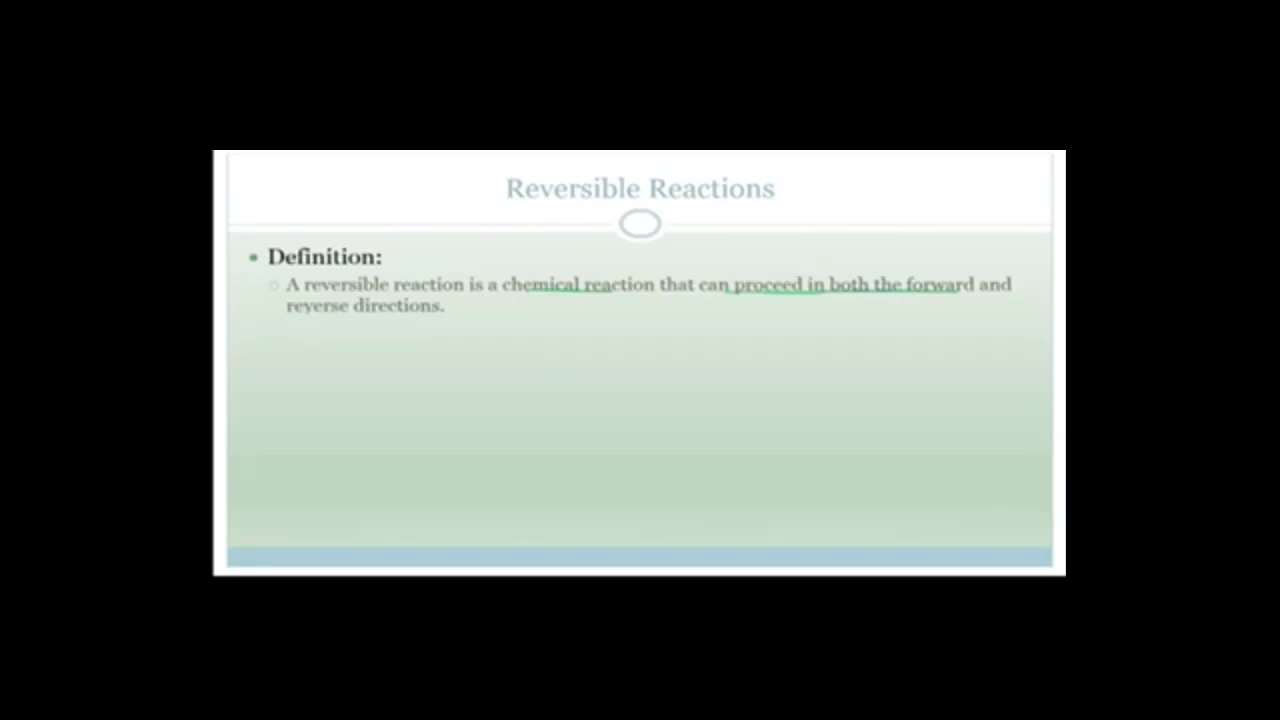 Reversible Reactions
• Definition:
○ A reversible reaction is a chemical reaction that can proceed in both the forward and
reverse directions.